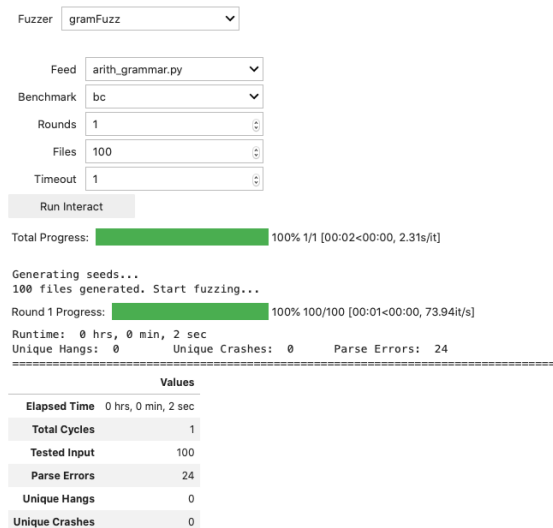 Fuzzer gramFuzz
Feed arith_grammar.py
Benchmark bc
Rounds 1
Files 100
Timeout 1
Run Interact
Total Progress: 100% 1/1 [00:02<00:00, 2.31s/it]
Generating seeds...
100 files generated. Start fuzzing...
Round 1 Progress: 100% 100/100 [00:01<00:00, 73.94it/s]
Runtime: 0 hrs, 0 min, 2 sec
Unique Hangs: 0 Unique Crashes: 0 Parse Errors: 24
Values
Elapsed Time 0 hrs, 0 min, 2 sec
Total Cycles 1
Tested Input 100
Parse Errors 24
Unique Hangs 0
Unique Crashes 0